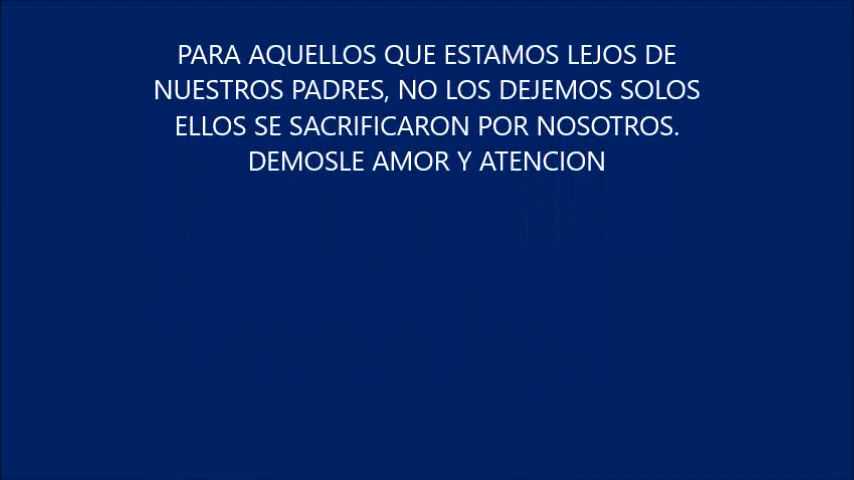 PARA AQUELLOS QUE ESTAMOS LEJOS DE
NUESTROS PADRES, NO LOS DEJEMOS SOLOS
ELLOS SE SACRIFICARON POR NOSOTROS.
DEMOSLE AMOR Y ATENCION